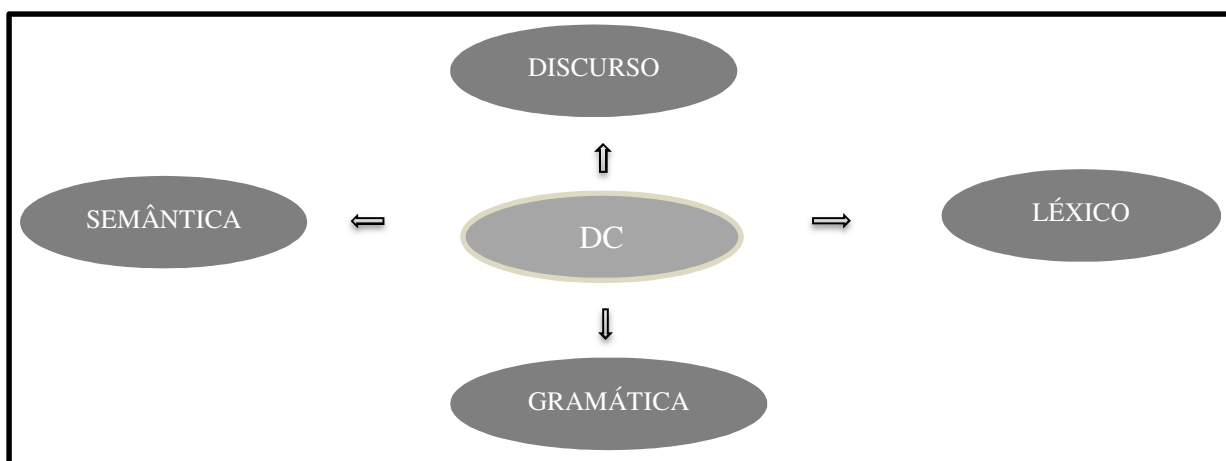 DISCURSO
SEMÂNTICA
DC
LÉXICO
GRAMÁTICA